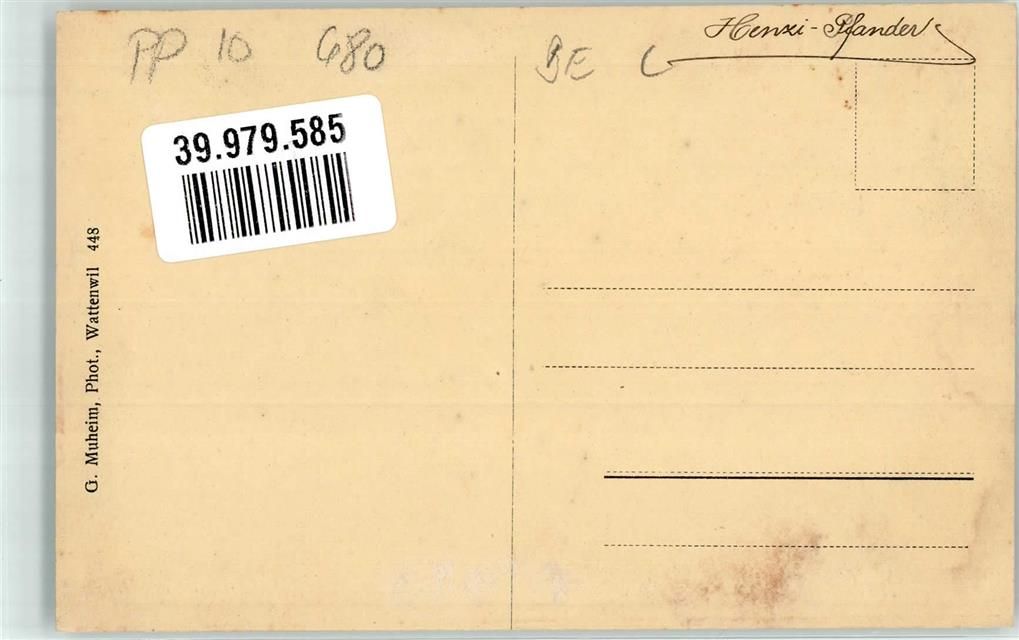 PP 10 680
BE C
Henzi-Pfander
39.979.585
G. Muheim, Phot., Wattenwil 448